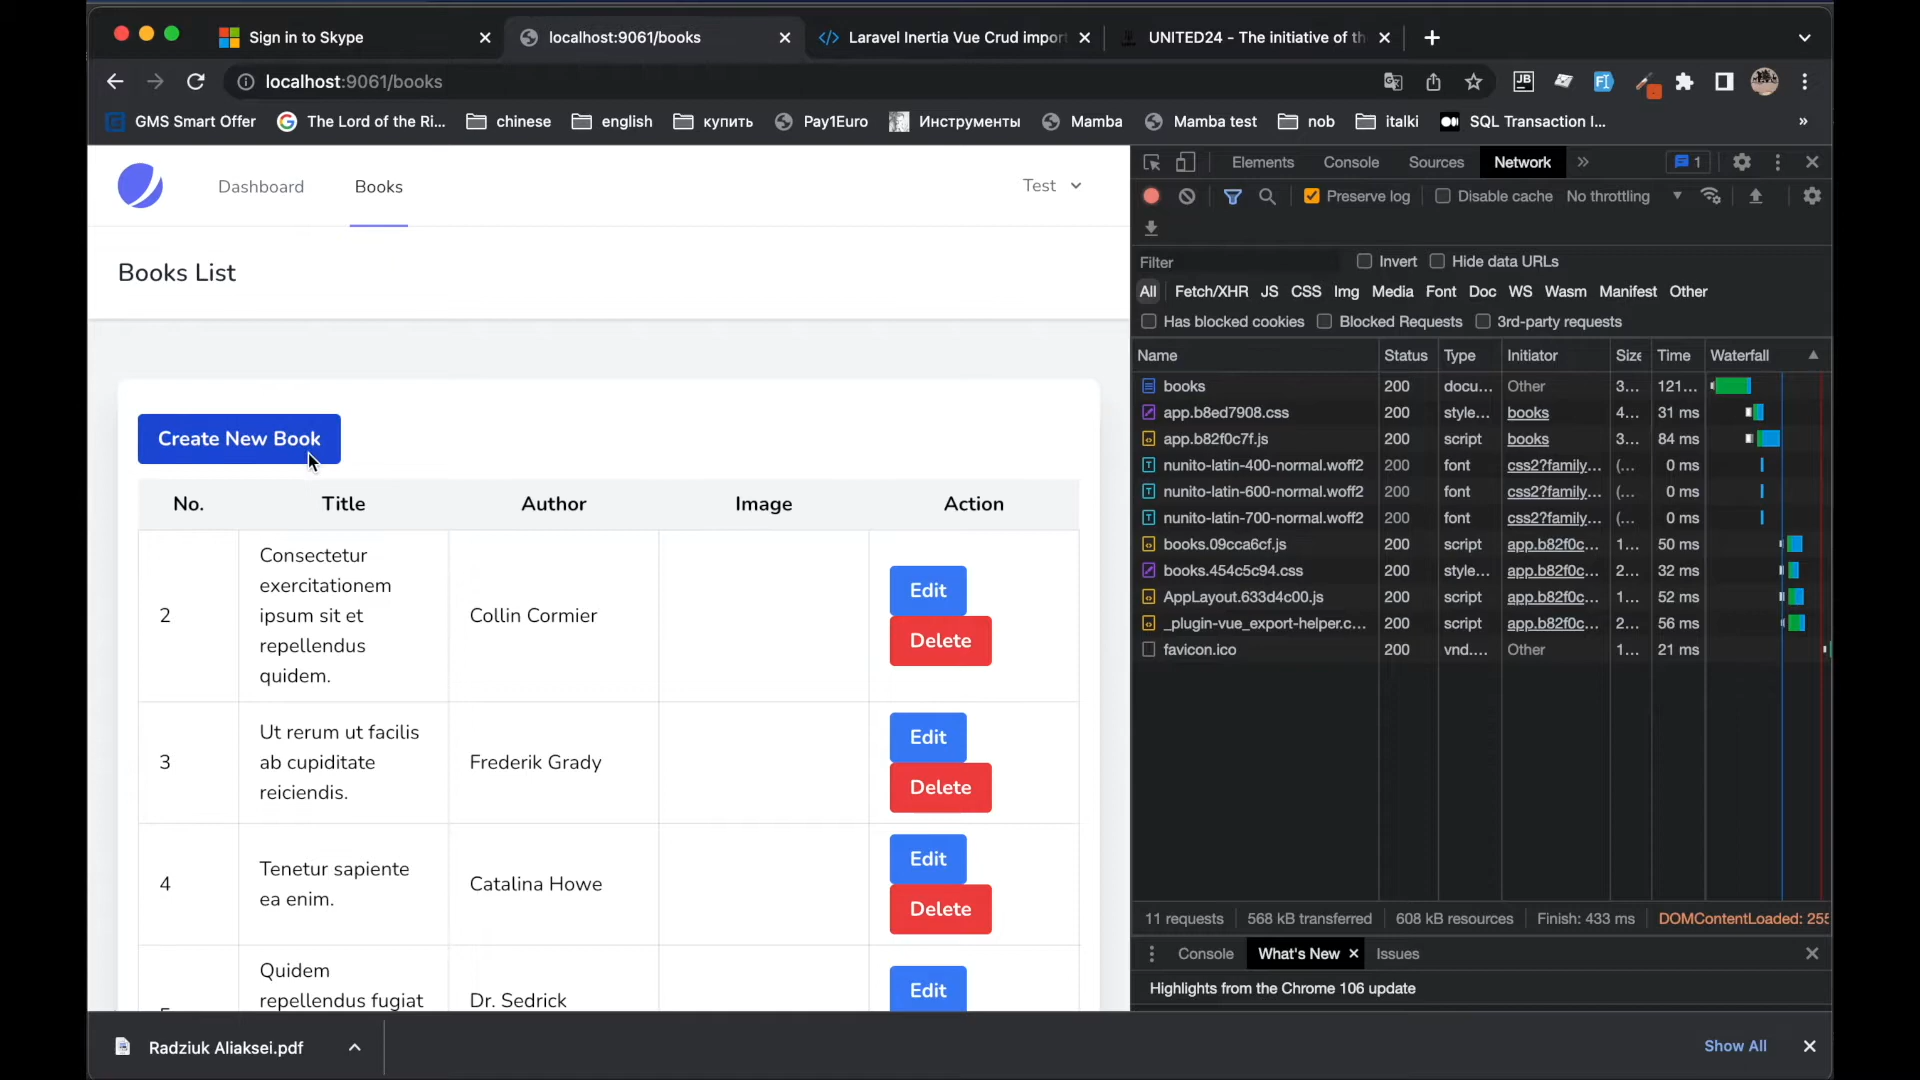 Sign in to Skype
localhost:9061/books
Laravel Inertia Vue Crud impor
UNITED24 - The initiative of th
localhost:9061/books
GMS Smart Offer
The Lord of the Ri...
chinese
english
купить
Pay1Euro
Инструменты
Mamba
Mamba test
nob
italki
SQL Transaction I...
»
Dashboard
Books
Test
Books List
Create New Book
No. Title Author Image Action
2
Consectetur
exercitationem
ipsum sit et
repellendus
quidem.
Collin Cormier
Edit
Delete
3
Ut rerum ut facilis
ab cupiditate
reiciendis.
Frederik Grady
Edit
Delete
4
Tenetur sapiente
ea enim.
Catalina Howe
Edit
Delete
Quidem
repellendus fugiat
Dr. Sedrick
Edit
Elements Console Sources Network » 1
Preserve log Disable cache No throttling
Filter Invert Hide data URLs
All Fetch/XHR JS CSS Img Media Font Doc WS Wasm Manifest Other
Has blocked cookies Blocked Requests 3rd-party requests
Name Status Type Initiator Size Time Waterfall
books 200 docu... Other 3... 121...
app.b8ed7908.css 200 style... books 4... 31 ms
app.b82f0c7f.js 200 script books 3... 84 ms
nunito-latin-400-normal.woff2 200 font css2?family... (... 0 ms
nunito-latin-600-normal.woff2 200 font css2?family... (... 0 ms
nunito-latin-700-normal.woff2 200 font css2?family... (... 0 ms
books.09cca6cf.js 200 script app.b82f0c... 1... 50 ms
books.454c5c94.css 200 style... app.b82f0c... 2... 32 ms
AppLayout.633d4c00.js 200 script app.b82f0c... 1... 52 ms
_plugin-vue_export-helper.c... 200 script app.b82f0c... 2... 56 ms
favicon.ico 200 vnd.... Other 1... 21 ms
11 requests 568 kB transferred 608 kB resources Finish: 433 ms DOMContentLoaded: 255
Console What's New Issues
Highlights from the Chrome 106 update
Radziuk Aliaksei.pdf
Show All